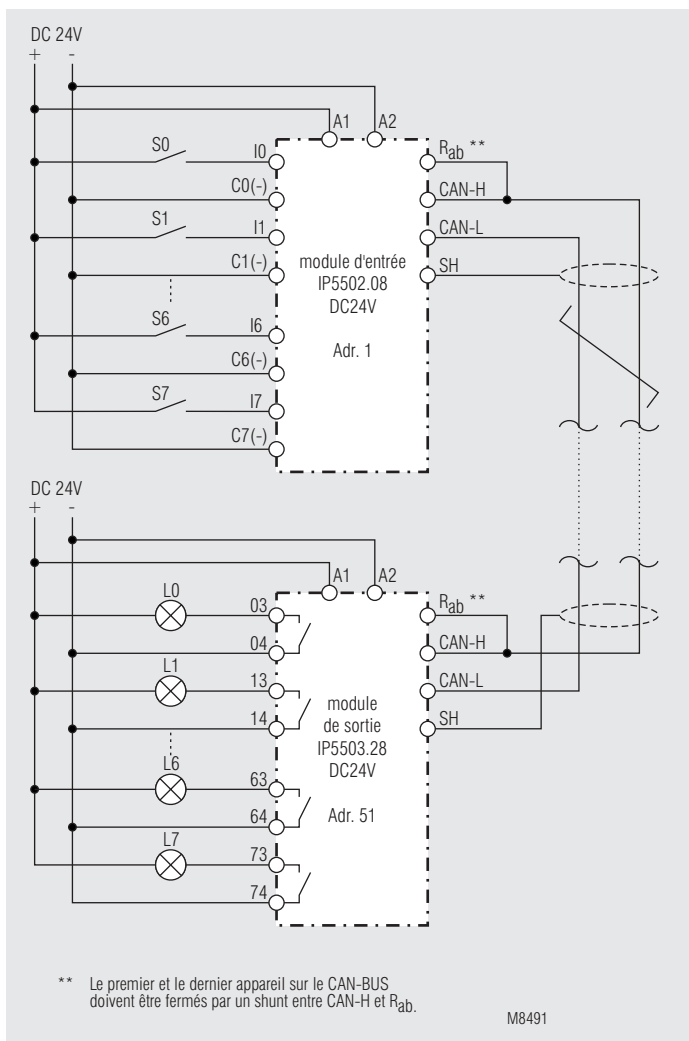 DC 24V
+ -
A1 A2
S0 I0
C0(-)
S1 I1
C1(-)
S6 I6
C6(-)
S7 I7
C7(-)
module d'entrée
IP5502.08
DC24V
Adr. 1
Rab **
CAN-H
CAN-L
SH
DC 24V
+ -
A1 A2
L0 03
04
L1 13
14
L6 63
64
L7 73
74
module
de sortie
IP5503.28
DC24V
Adr. 51
Rab **
CAN-H
CAN-L
SH
** Le premier et le dernier appareil sur le CAN-BUS
doivent être fermés par un shunt entre CAN-H et Rab.
M8491